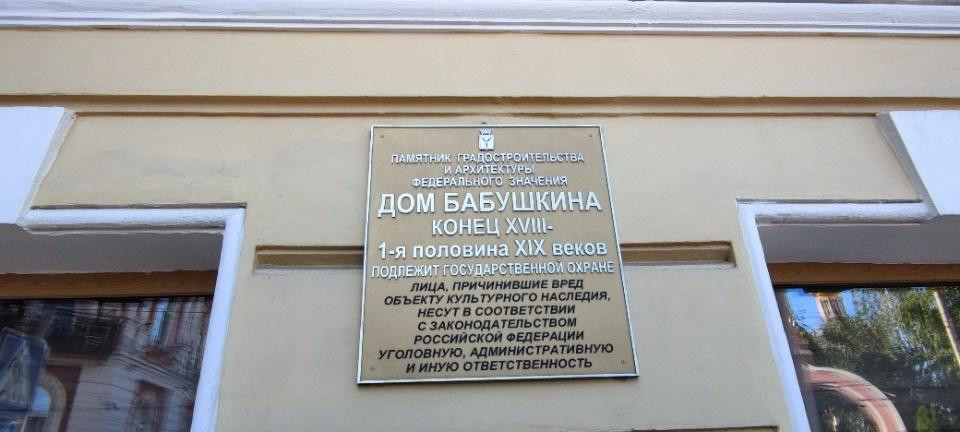 ПАМЯТНИК ГРАДОСТРОИТЕЛЬСТВА
И АРХИТЕКТУРЫ
ФЕДЕРАЛЬНОГО ЗНАЧЕНИЯ
ДОМ БАБУШКИНА
КОНЕЦ XVIII-
1-я половина XIX веков
ПОДЛЕЖИТ ГОСУДАРСТВЕННОЙ ОХРАНЕ
ЛИЦА, ПРИЧИНИВШИЕ ВРЕД
ОБЪЕКТУ КУЛЬТУРНОГО НАСЛЕДИЯ,
НЕСУТ В СООТВЕТСТВИИ
С ЗАКОНОДАТЕЛЬСТВОМ
РОССИЙСКОЙ ФЕДЕРАЦИИ
УГОЛОВНУЮ, АДМИНИСТРАТИВНУЮ
И ИНУЮ ОТВЕТСТВЕННОСТЬ